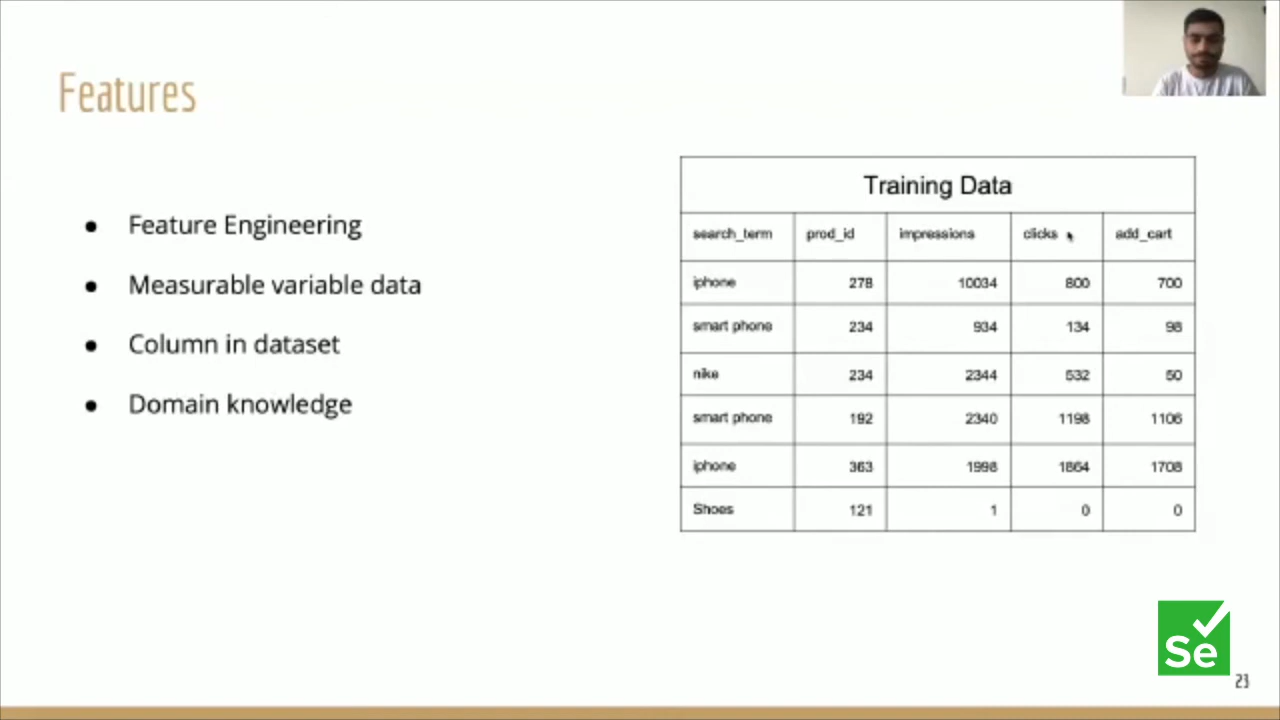 Features
Feature Engineering
Measurable variable data
Column in dataset
Domain knowledge
Training Data
search_term prod_id impressions clicks add_cart
iphone 278 10034 800 700
smart phone 234 934 134 98
nike 234 2344 532 50
smart phone 192 2340 1198 1106
iphone 363 1998 1864 1708
Shoes 121 1 0 0
Se
23